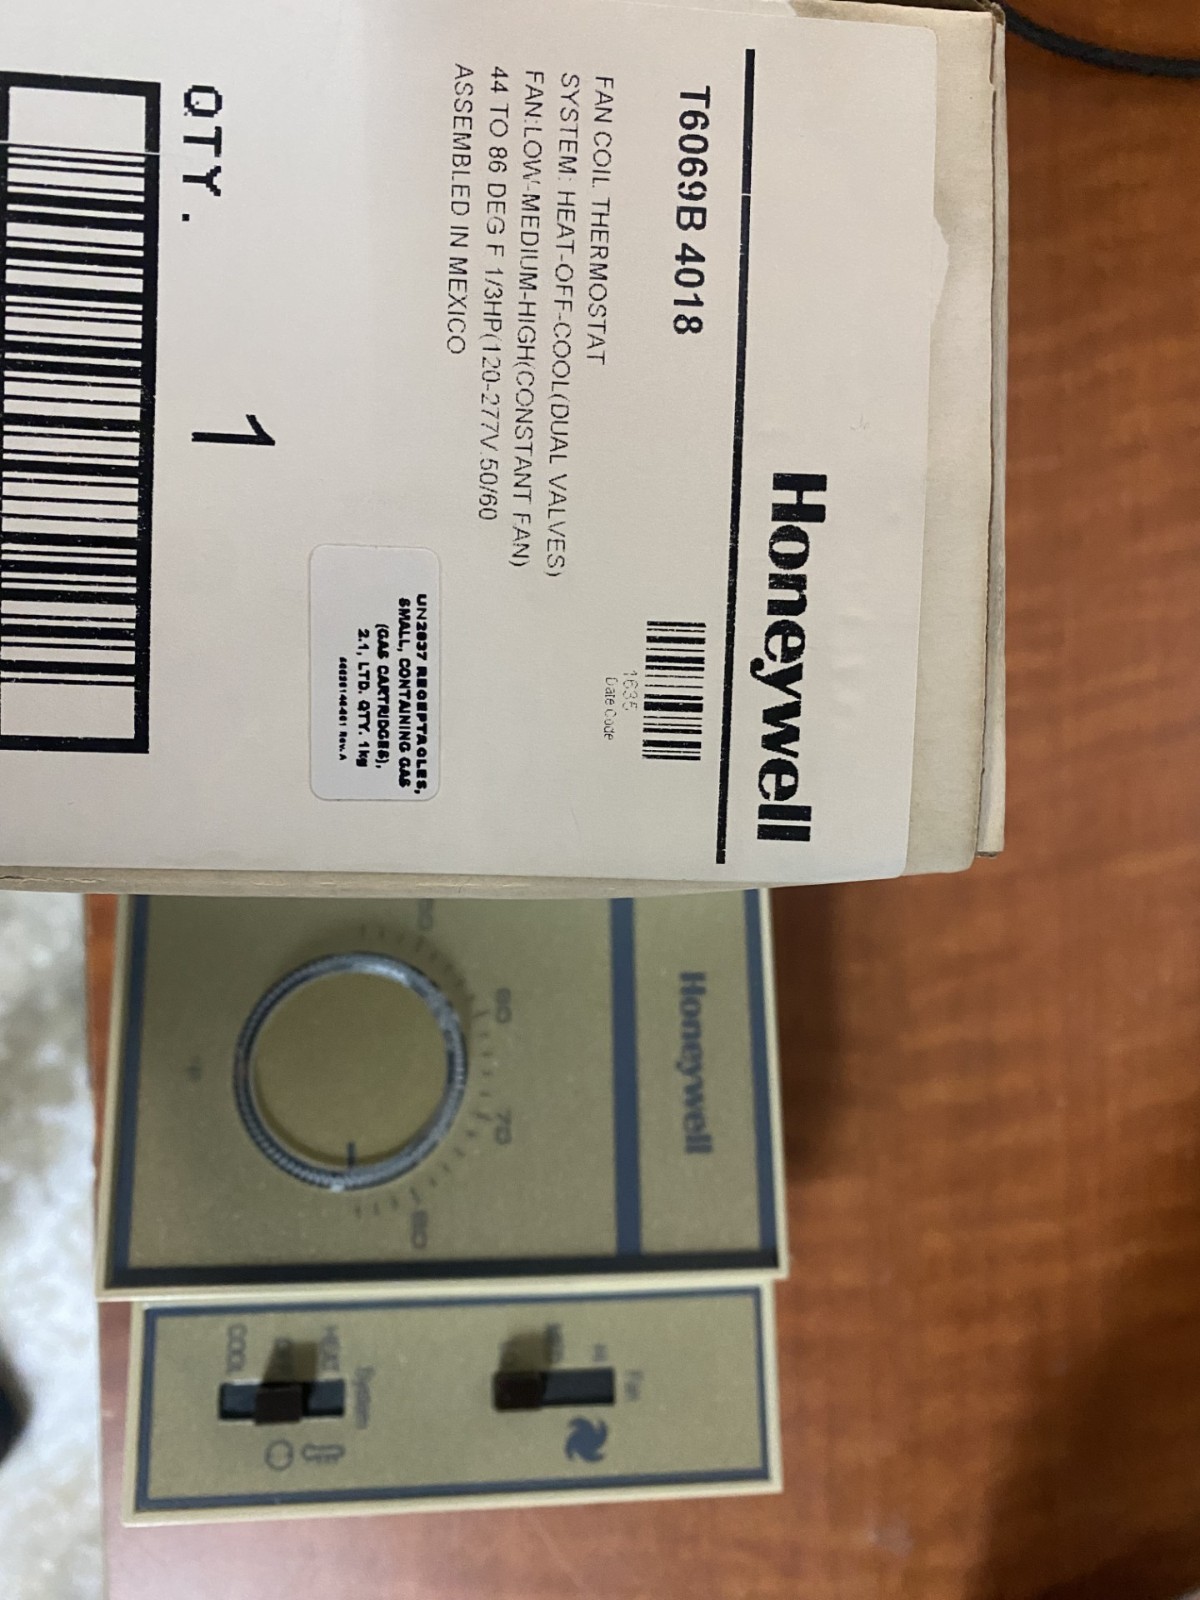 Honeywell
T6069B 4018
1635
Date Code
FAN COIL THERMOSTAT
SYSTEM: HEAT-OFF-COOL(DUAL VALVES)
FAN:LOW-MEDIUM-HIGH(CONSTANT FAN)
44 TO 86 DEG F 1/3HP(120-277V.50/60
ASSEMBLED IN MEXICO
UN2037 RECEPTACLES,
SMALL, CONTAINING GAS
(GAS CARTRIDGES),
2.1, LTD. QTY. 1kg
QTY. 1
Honeywell
60 70
80
°F
Fan
HI
System
HEAT
COOL